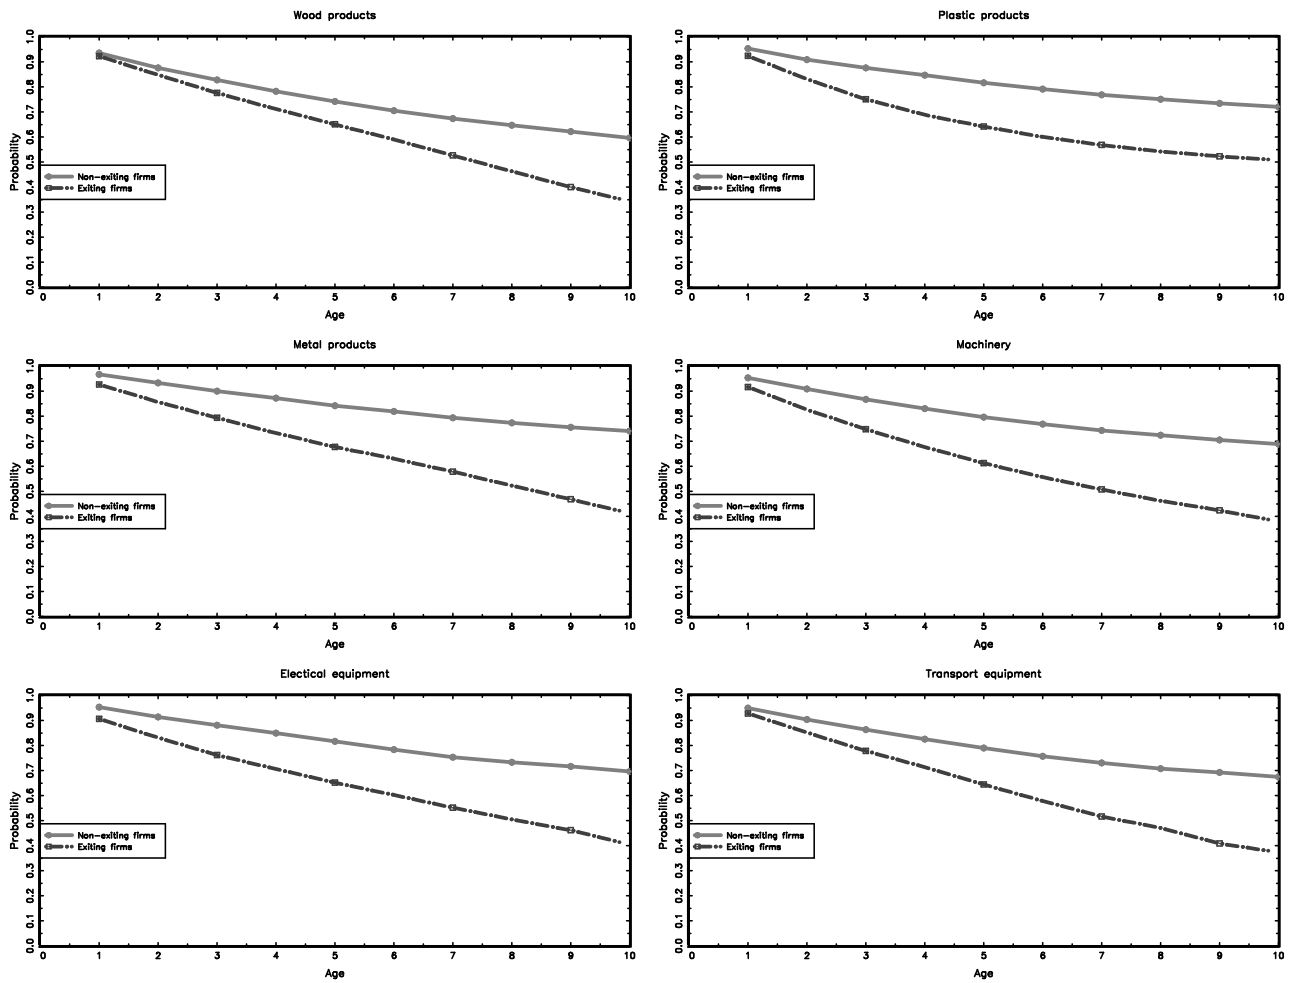 Wood products
Probability
1.0
0.9
0.8
0.7
0.6
0.5
0.4
0.3
0.2
0.1
0.0
Non-exiting firms
Exiting firms
0 1 2 3 4 5 6 7 8 9 10
Age
Plastic products
Probability
1.0
0.9
0.8
0.7
0.6
0.5
0.4
0.3
0.2
0.1
0.0
Non-exiting firms
Exiting firms
0 1 2 3 4 5 6 7 8 9 10
Age
Metal products
Probability
1.0
0.9
0.8
0.7
0.6
0.5
0.4
0.3
0.2
0.1
0.0
Non-exiting firms
Exiting firms
0 1 2 3 4 5 6 7 8 9 10
Age
Machinery
Probability
1.0
0.9
0.8
0.7
0.6
0.5
0.4
0.3
0.2
0.1
0.0
Non-exiting firms
Exiting firms
0 1 2 3 4 5 6 7 8 9 10
Age
Electical equipment
Probability
1.0
0.9
0.8
0.7
0.6
0.5
0.4
0.3
0.2
0.1
0.0
Non-exiting firms
Exiting firms
0 1 2 3 4 5 6 7 8 9 10
Age
Transport equipment
Probability
1.0
0.9
0.8
0.7
0.6
0.5
0.4
0.3
0.2
0.1
0.0
Non-exiting firms
Exiting firms
0 1 2 3 4 5 6 7 8 9 10
Age